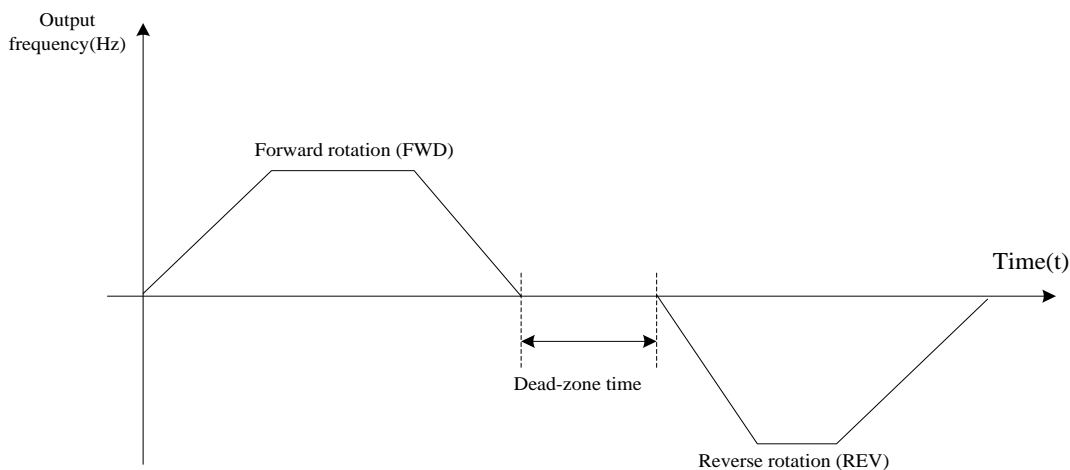 Output
frequency(Hz)
Forward rotation (FWD)
Time(t)
Dead-zone time
Reverse rotation (REV)